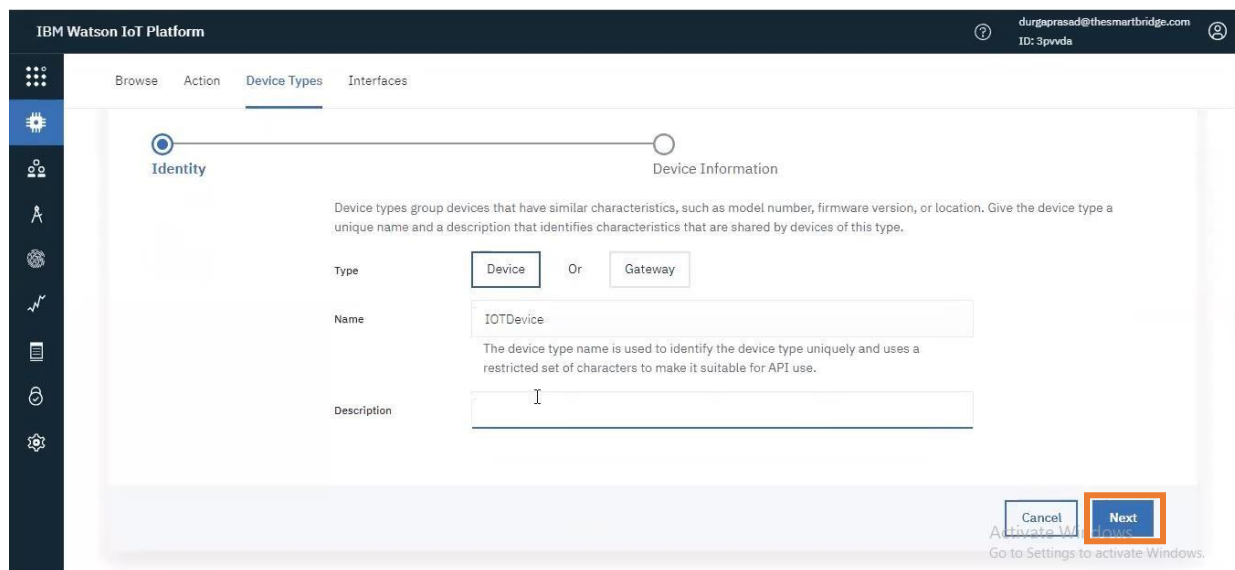 IBM Watson IoT Platform
durgaprasad@thesmartbridge.com
ID: 3pvvda
Browse Action Device Types Interfaces
Identity
Device Information
Device types group devices that have similar characteristics, such as model number, firmware version, or location. Give the device type a
unique name and a description that identifies characteristics that are shared by devices of this type.
Type Device Or Gateway
Name IOTDevice
The device type name is used to identify the device type uniquely and uses a
restricted set of characters to make it suitable for API use.
Description
Cancel Next
Activate Windows
Go to Settings to activate Windows.